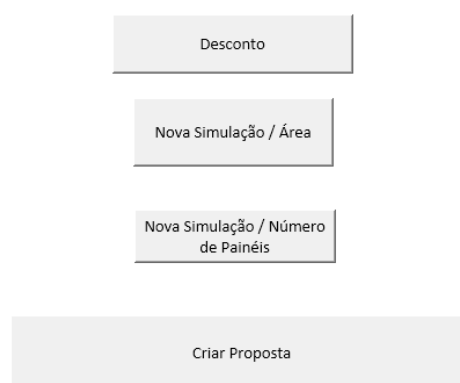 Desconto
Nova Simulação / Área
Nova Simulação / Número
de Painéis
Criar Proposta